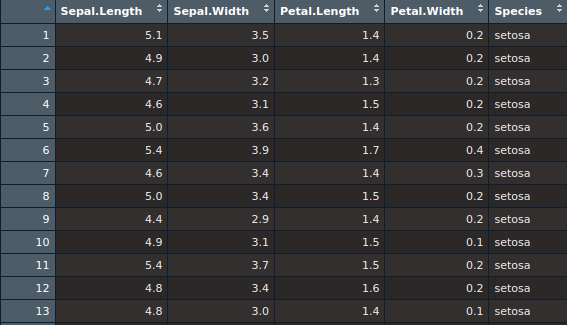 Sepal.Length Sepal.Width Petal.Length Petal.Width Species
1 5.1 3.5 1.4 0.2 setosa
2 4.9 3.0 1.4 0.2 setosa
3 4.7 3.2 1.3 0.2 setosa
4 4.6 3.1 1.5 0.2 setosa
5 5.0 3.6 1.4 0.2 setosa
6 5.4 3.9 1.7 0.4 setosa
7 4.6 3.4 1.4 0.3 setosa
8 5.0 3.4 1.5 0.2 setosa
9 4.4 2.9 1.4 0.2 setosa
10 4.9 3.1 1.5 0.1 setosa
11 5.4 3.7 1.5 0.2 setosa
12 4.8 3.4 1.6 0.2 setosa
13 4.8 3.0 1.4 0.1 setosa